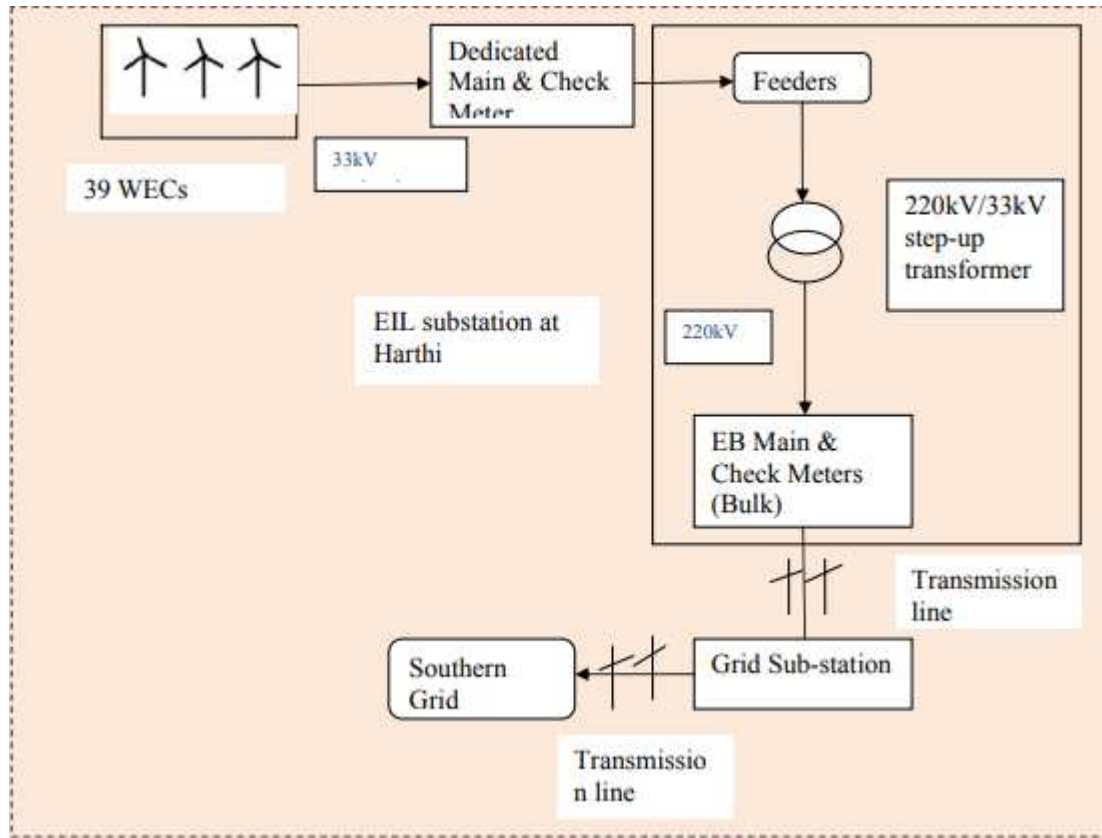 Dedicated
Main & Check
Meter
Feeders
33kV
39 WECs
220kV/33kV
step-up
transformer
EIL substation at
Harthi
220kV
EB Main &
Check Meters
(Bulk)
Transmission
line
Southern
Grid
Grid Sub-station
Transmissio
n line